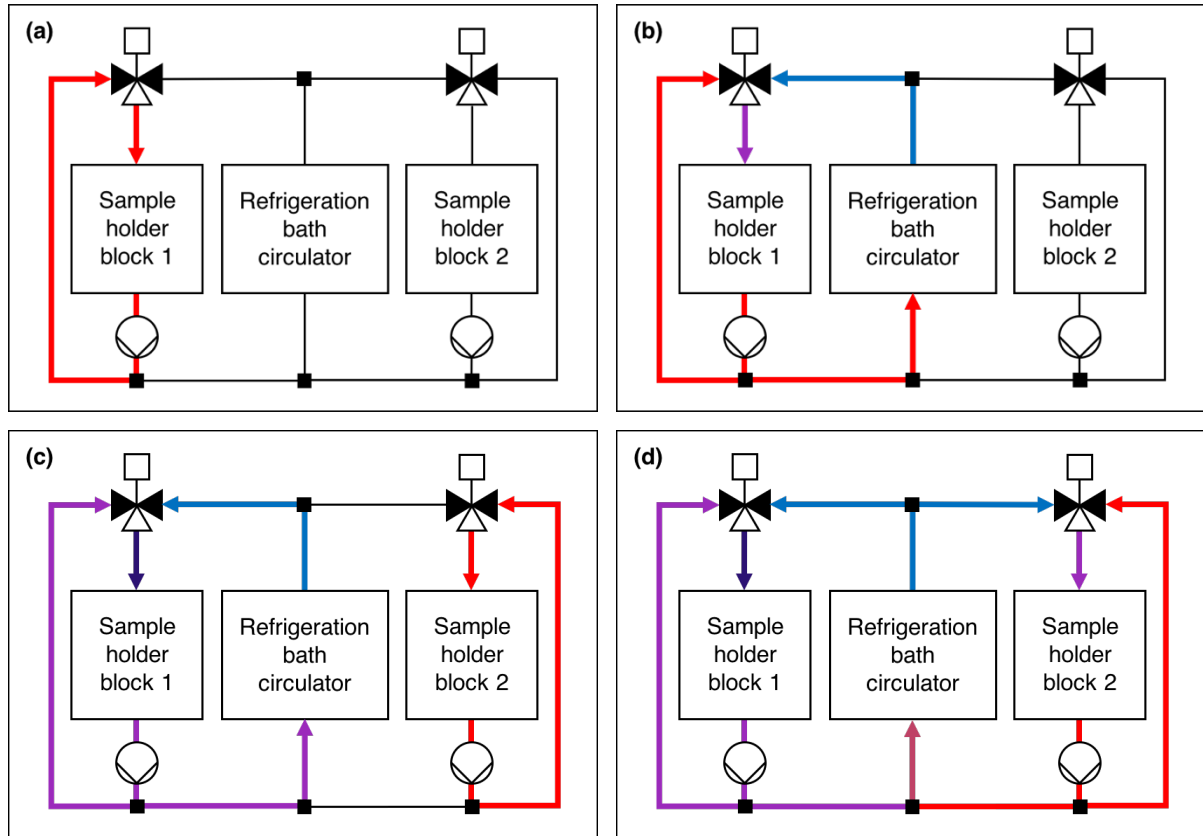 (a)
Sample
holder
block 1
Refrigeration
bath
circulator
Sample
holder
block 2
(b)
Sample
holder
block 1
Refrigeration
bath
circulator
Sample
holder
block 2
(c)
Sample
holder
block 1
Refrigeration
bath
circulator
Sample
holder
block 2
(d)
Sample
holder
block 1
Refrigeration
bath
circulator
Sample
holder
block 2